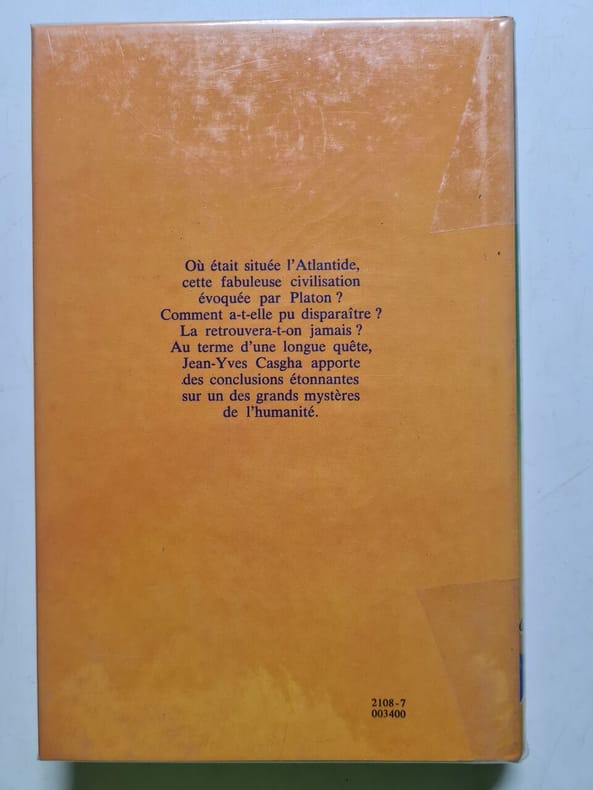 Où était située l'Atlantide,
cette fabuleuse civilisation
évoquée par Platon ?
Comment a-t-elle pu disparaître ?
La retrouvera-t-on jamais ?
Au terme d'une longue quête,
Jean-Yves Casgha apporte
des conclusions étonnantes
sur un des grands mystères
de l'humanité.
2108-7
003400